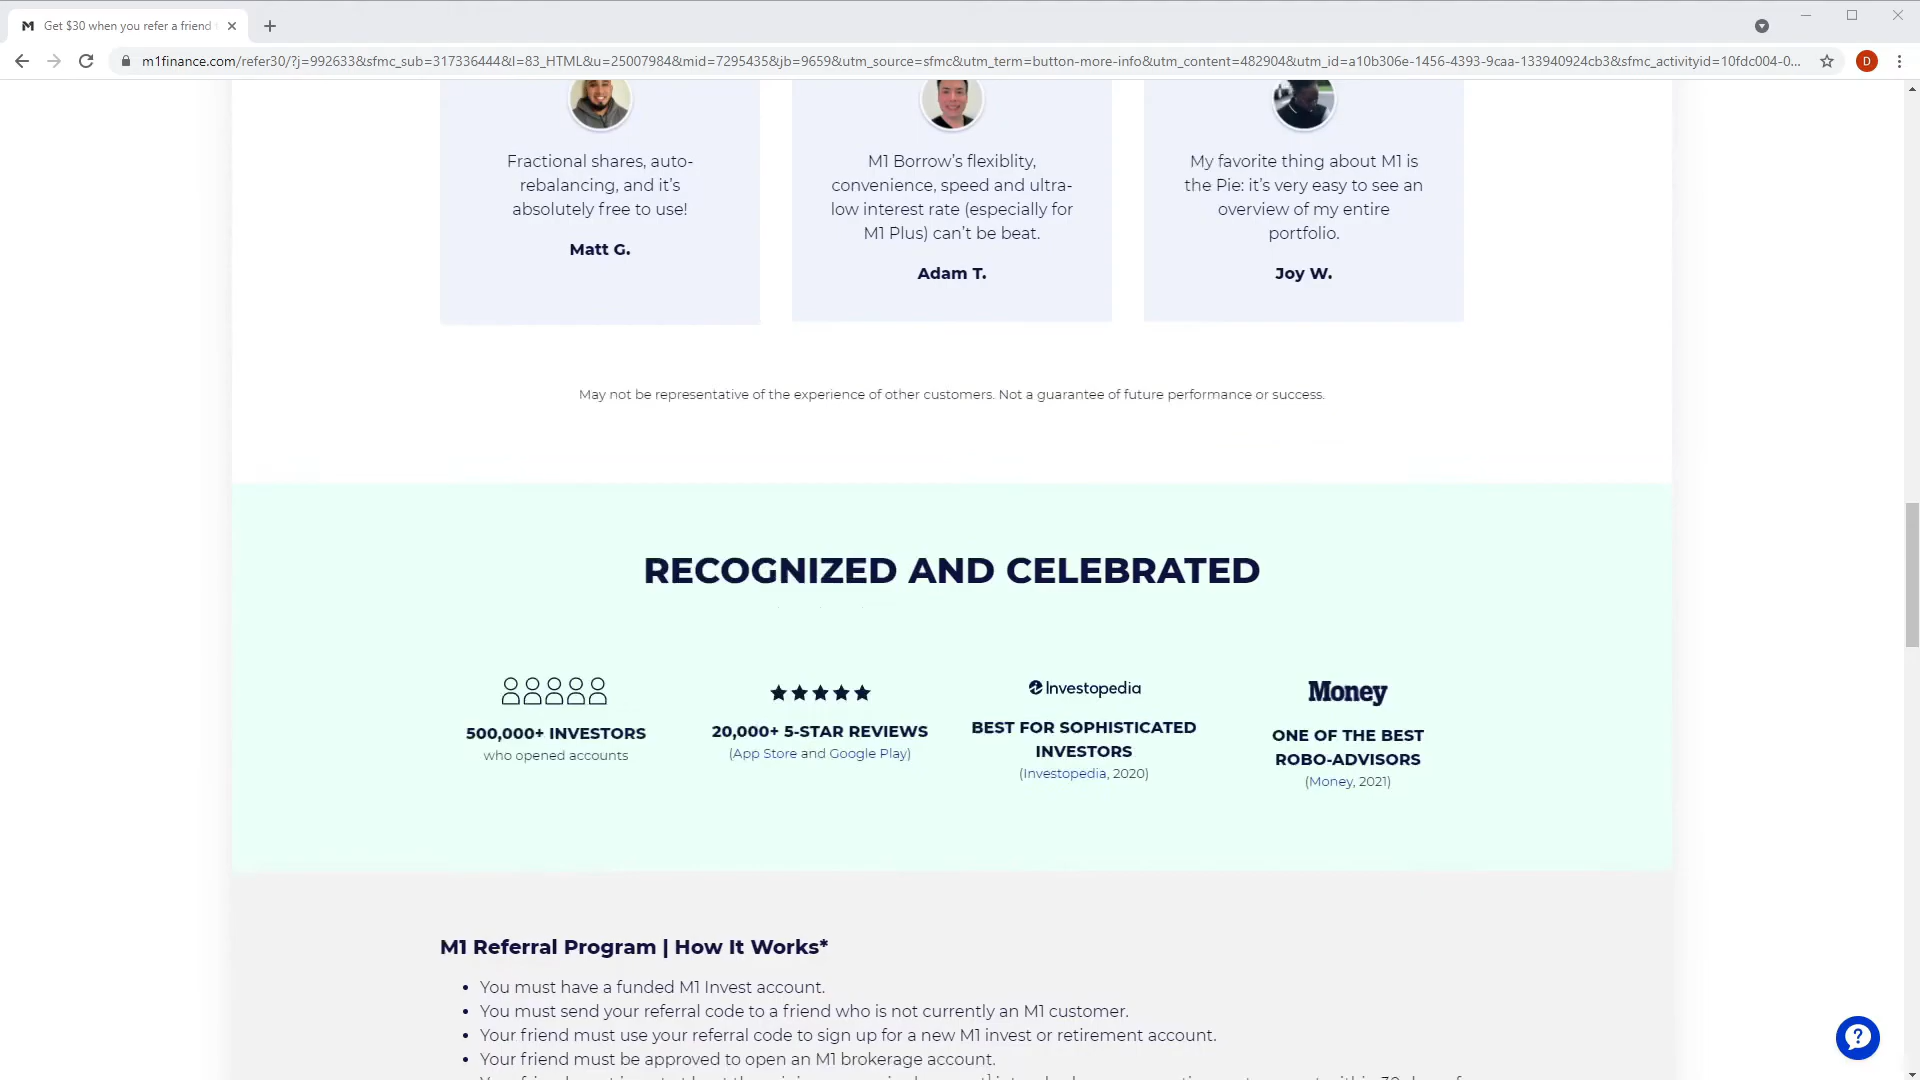 Get $30 when you refer a friend
m1finance.com/refer30/?j=992633&sfmc_sub=317336444&l=83_HTML&u=25007984&mid=7295435&jb=9659&utm_source=sfmc&utm_term=button-more-info&utm_content=482904&utm_id=a10b306e-1456-4393-9caa-133940924cb3&sfmc_activityid=10fdc004-0...
D
Fractional shares, auto-
rebalancing, and it’s
absolutely free to use!
Matt G.
M1 Borrow’s flexiblity,
convenience, speed and ultra-
low interest rate (especially for
M1 Plus) can’t be beat.
Adam T.
My favorite thing about M1 is
the Pie: it’s very easy to see an
overview of my entire
portfolio.
Joy W.
May not be representative of the experience of other customers. Not a guarantee of future performance or success.
RECOGNIZED AND CELEBRATED
500,000+ INVESTORS
who opened accounts
20,000+ 5-STAR REVIEWS
(App Store and Google Play)
Investopedia
BEST FOR SOPHISTICATED
INVESTORS
(Investopedia, 2020)
Money
ONE OF THE BEST
ROBO-ADVISORS
(Money, 2021)
M1 Referral Program | How It Works*
• You must have a funded M1 Invest account.
• You must send your referral code to a friend who is not currently an M1 customer.
• Your friend must use your referral code to sign up for a new M1 invest or retirement account.
• Your friend must be approved to open an M1 brokerage account.